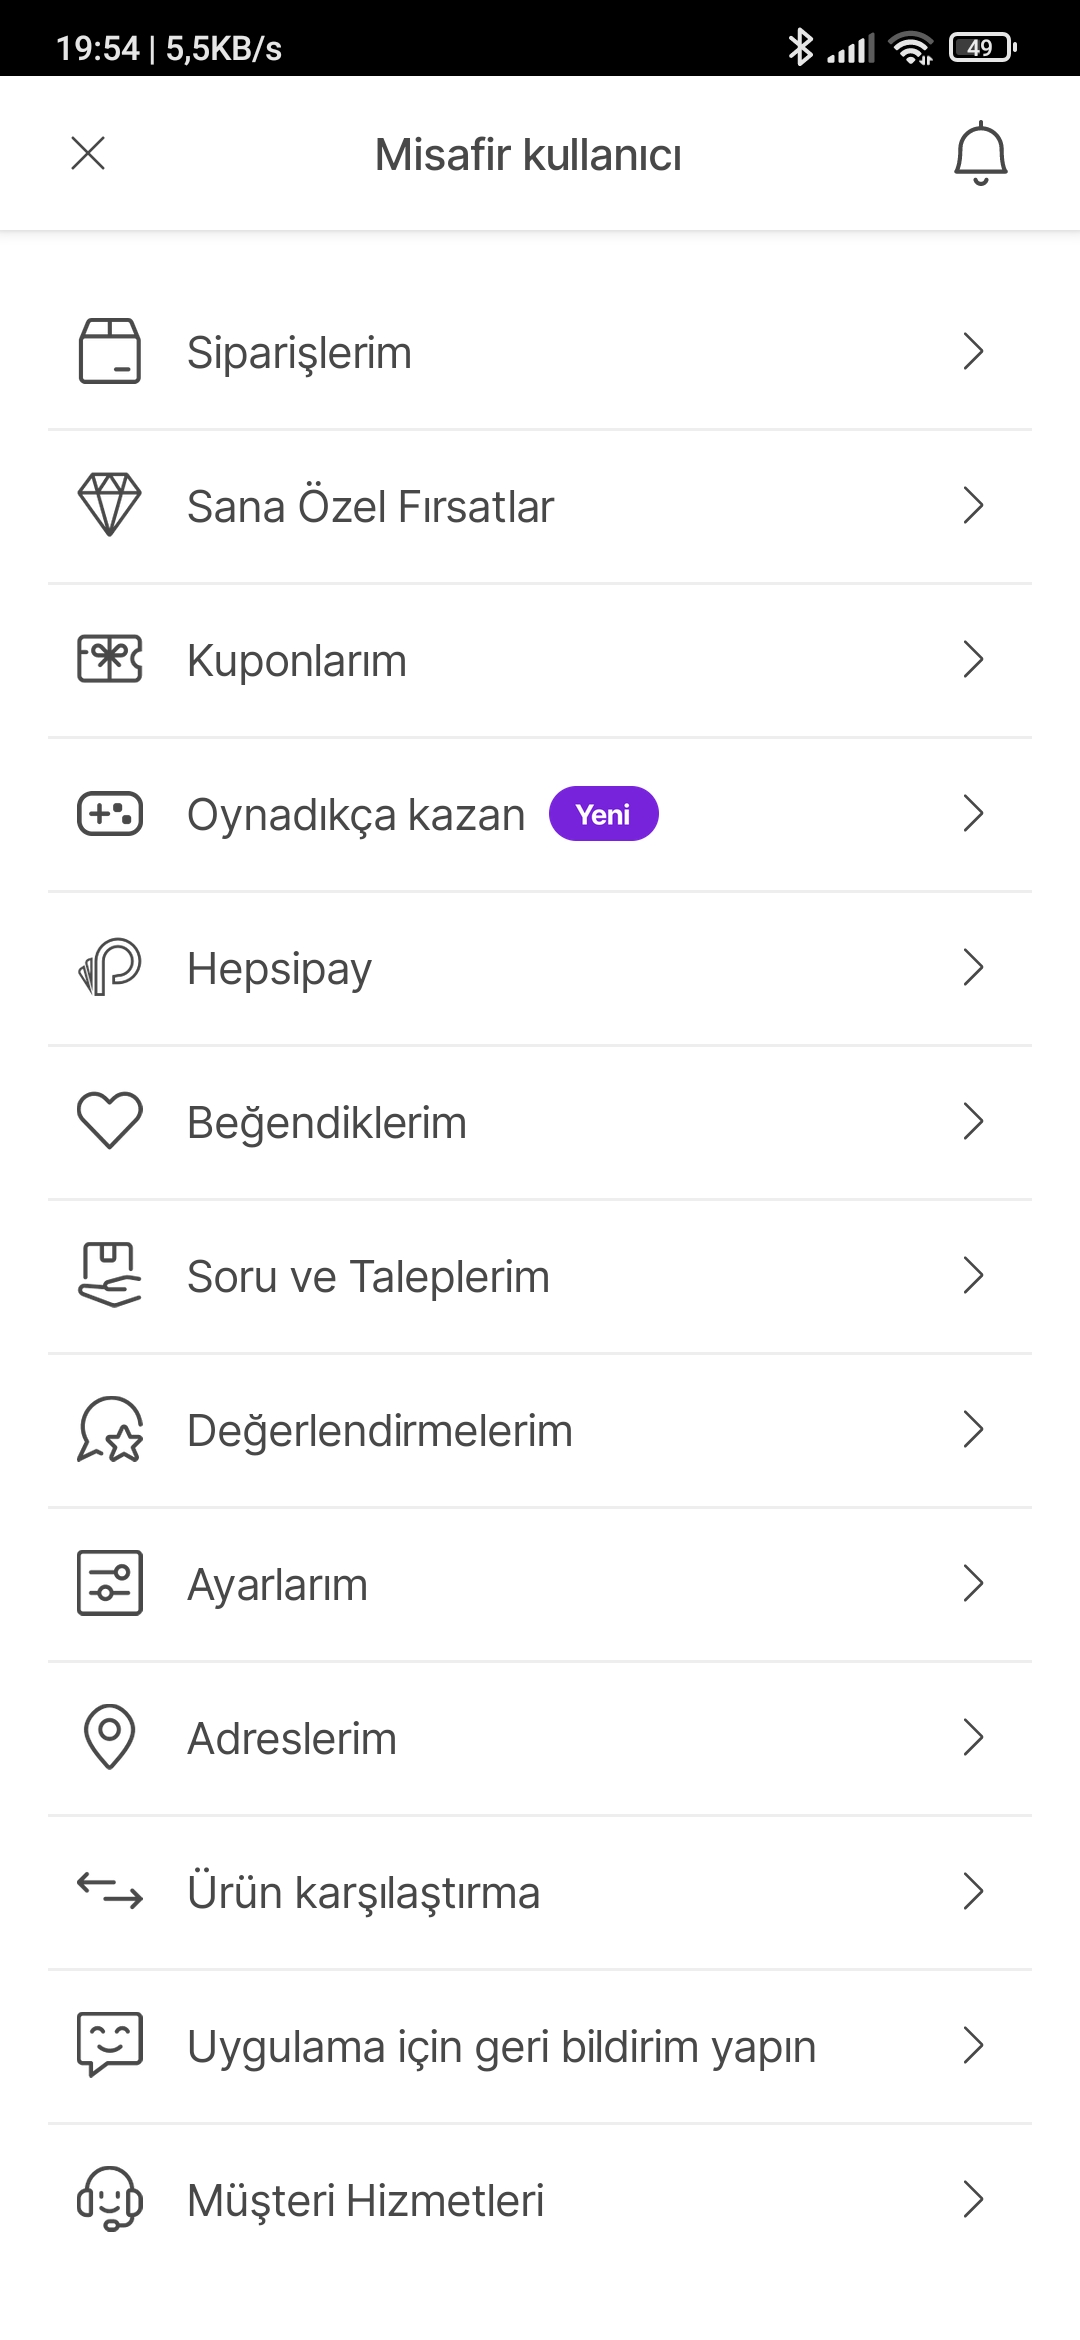 19:54 | 5,5KB/s 49
Misafir kullanıcı
Siparişlerim
Sana Özel Fırsatlar
Kuponlarım
Oynadıkça kazan Yeni
Hepsipay
Beğendiklerim
Soru ve Taleplerim
Değerlendirmelerim
Ayarlarım
Adreslerim
Ürün karşılaştırma
Uygulama için geri bildirim yapın
Müşteri Hizmetleri